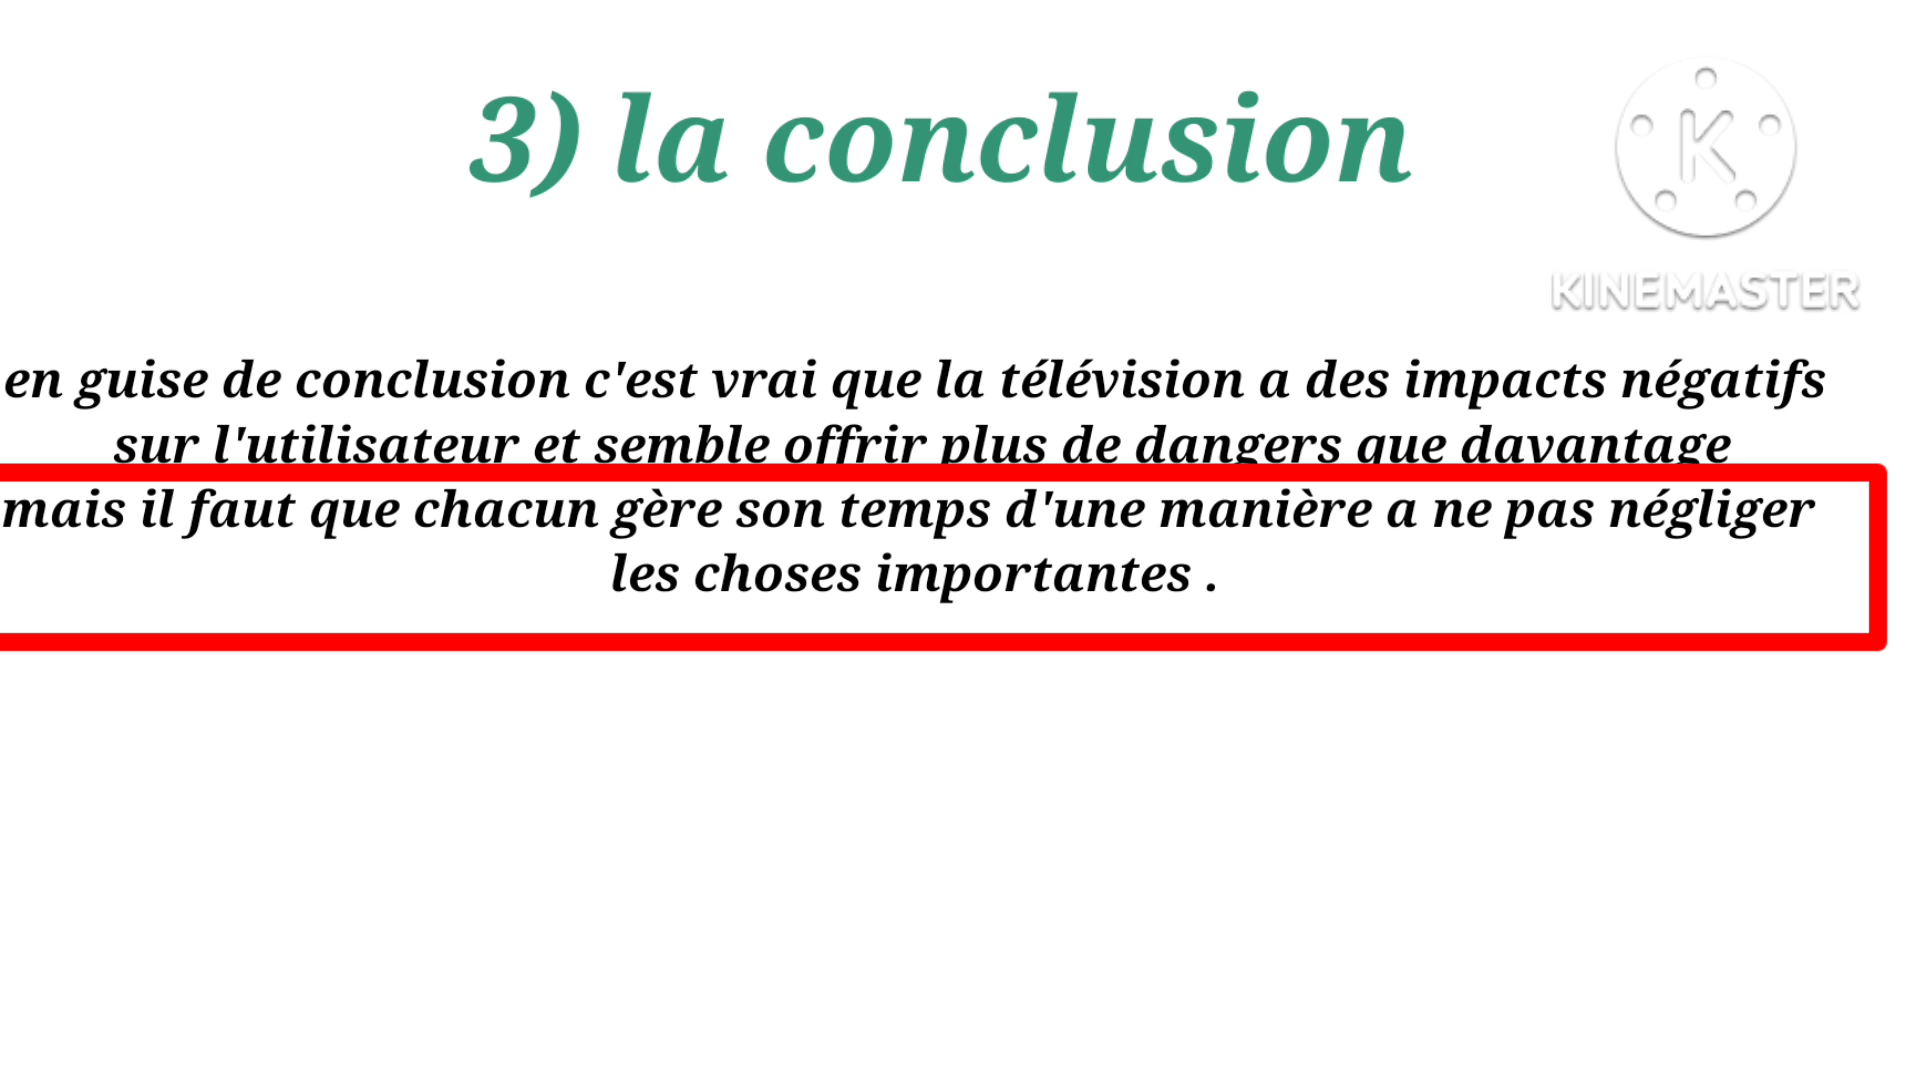 3) la conclusion
KINEMASTER
en guise de conclusion c'est vrai que la télévision a des impacts négatifs
sur l'utilisateur et semble offrir plus de dangers que davantage
mais il faut que chacun gère son temps d'une manière a ne pas négliger
les choses importantes .